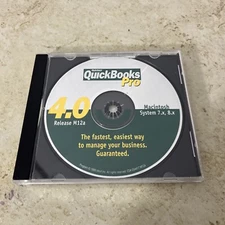 QuickBooks
Pro
4.0
Release M12a
Macintosh
System 7.x, 8.x
The fastest, easiest way
to manage your business.
Guaranteed.